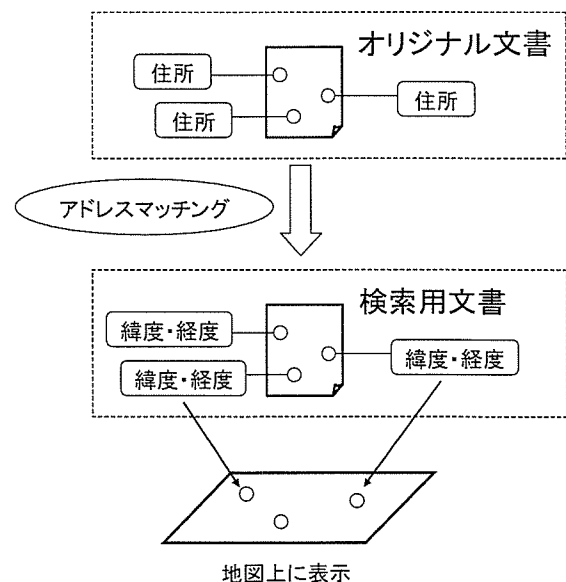 オリジナル文書
住所
住所
住所
アドレスマッチング
検索用文書
緯度・経度
緯度・経度
緯度・経度
地図上に表示